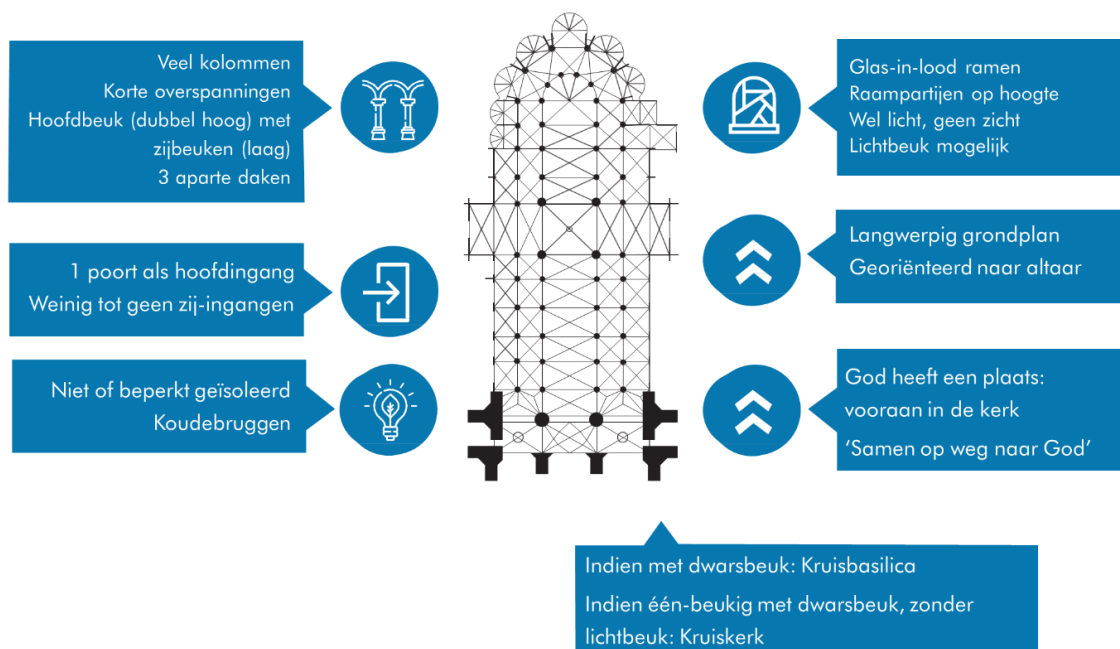 Veel kolommen
Korte overspanningen
Hoofdbeuk (dubbel hoog) met
zijbeuken (laag)
3 aparte daken
1 poort als hoofdingang
Weinig tot geen zij-ingangen
Niet of beperkt geïsoleerd
Koudebruggen
Glas-in-lood ramen
Raampartijen op hoogte
Wel licht, geen zicht
Lichtbeuk mogelijk
Langwerpig grondplan
Georiënteerd naar altaar
God heeft een plaats:
vooraan in de kerk
‘Samen op weg naar God’
Indien met dwarsbeuk: Kruisbasilica
Indien één-beukig met dwarsbeuk, zonder
lichtbeuk: Kruiskerk